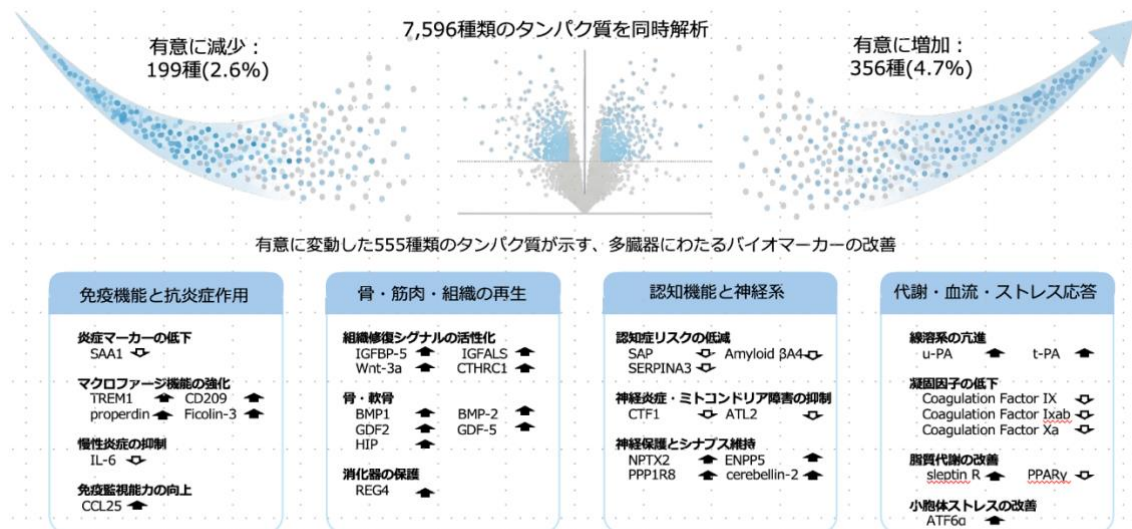 7,596種類のタンパク質を同時解析
有意に減少：
199種(2.6%)
有意に増加：
356種(4.7%)
有意に変動した555種類のタンパク質が示す、多臓器にわたるバイオマーカーの改善
免疫機能と抗炎症作用
炎症マーカーの低下
SAA1
マクロファージ機能の強化
TREM1 CD209
properdin Ficolin-3
慢性炎症の抑制
IL-6
免疫監視能力の向上
CCL25
骨・筋肉・組織の再生
組織修復シグナルの活性化
IGFBP-5 IGFALS
Wnt-3a CTHRC1
骨・軟骨
BMP1 BMP-2
GDF2 GDF-5
HIP
消化器の保護
REG4
認知機能と神経系
認知症リスクの低減
SAP Amyloid βA4
SERPINA3
神経炎症・ミトコンドリア障害の抑制
CTF1 ATL2
神経保護とシナプス維持
NPTX2 ENPP5
PPP1R8 cerebellin-2
代謝・血流・ストレス応答
線溶系の亢進
u-PA t-PA
凝固因子の低下
Coagulation Factor IX
Coagulation Factor Ixab
Coagulation Factor Xa
脂質代謝の改善
sleptin R PPARγ
小胞体ストレスの改善
ATF6α